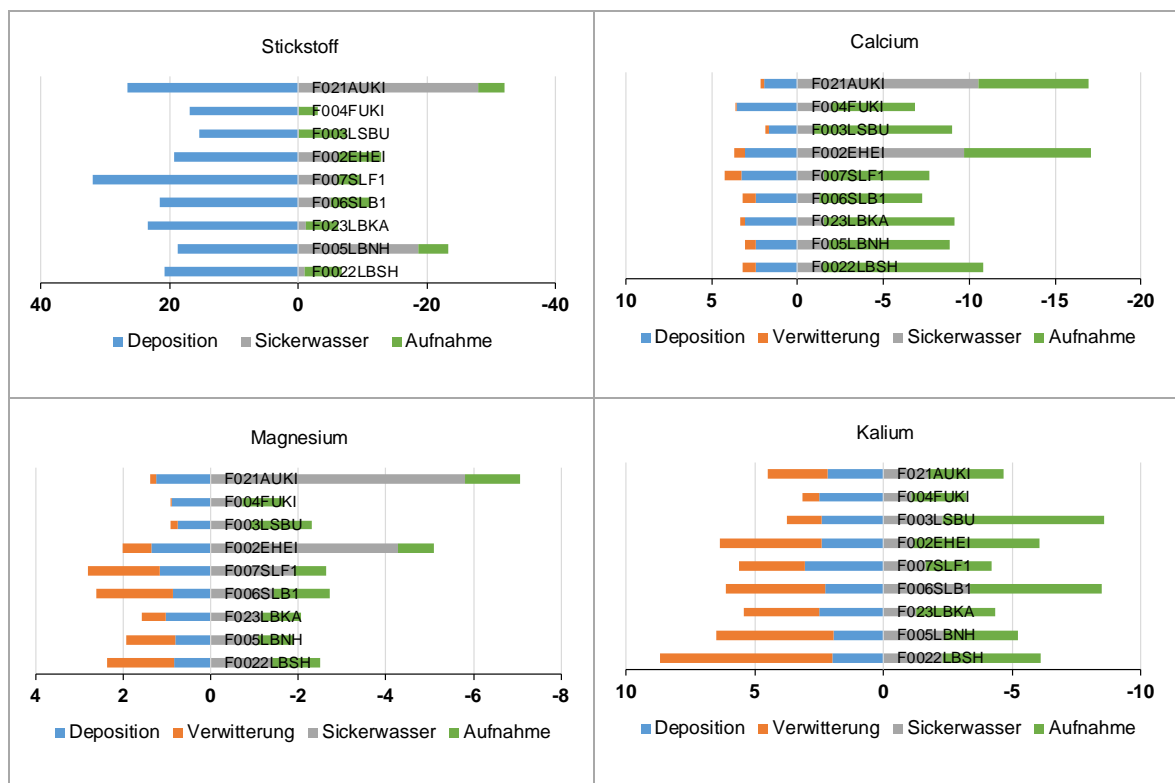 Stickstoff
F021AUKI
F004FUKI
F003LSBU
F002EHEI
F007SLF1
F006SLB1
F023LBKA
F005LBNH
F0022LBSH
40 20 0 -20 -40
Deposition Sickerwasser Aufnahme
Calcium
F021AUKI
F004FUKI
F003LSBU
F002EHEI
F007SLF1
F006SLB1
F023LBKA
F005LBNH
F0022LBSH
10 5 0 -5 -10 -15 -20
Deposition Verwitterung Sickerwasser Aufnahme
Magnesium
F021AUKI
F004FUKI
F003LSBU
F002EHEI
F007SLF1
F006SLB1
F023LBKA
F005LBNH
F0022LBSH
4 2 0 -2 -4 -6 -8
Deposition Verwitterung Sickerwasser Aufnahme
Kalium
F021AUKI
F004FUKI
F003LSBU
F002EHEI
F007SLF1
F006SLB1
F023LBKA
F005LBNH
F0022LBSH
10 5 0 -5 -10
Deposition Verwitterung Sickerwasser Aufnahme